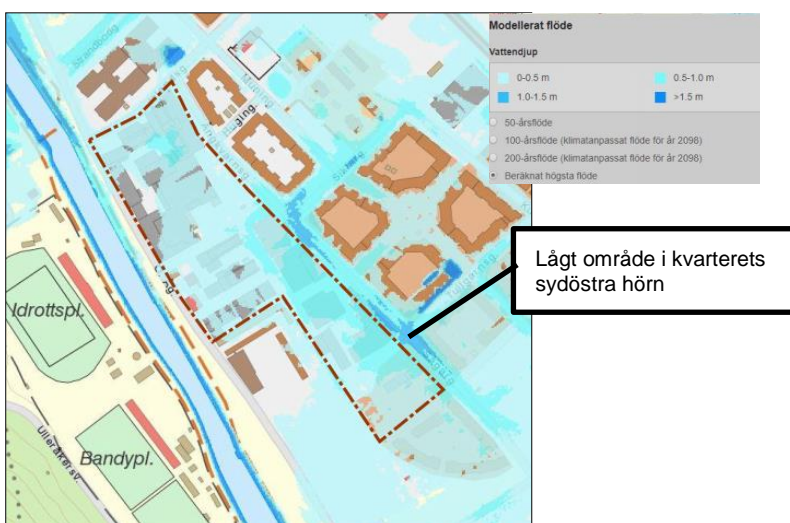 Modellerat flöde
Vattendjup
0-0.5 m
0.5-1.0 m
1.0-1.5 m
>1.5 m
50-årsflöde
100-årsflöde (klimatanpassat flöde för år 2098)
200-årsflöde (klimatanpassat flöde för år 2098)
Beräknat högsta flöde
Lågt område i kvarterets
sydöstra hörn
Idrottspl.
Bandypl.
Ulleråkersv.